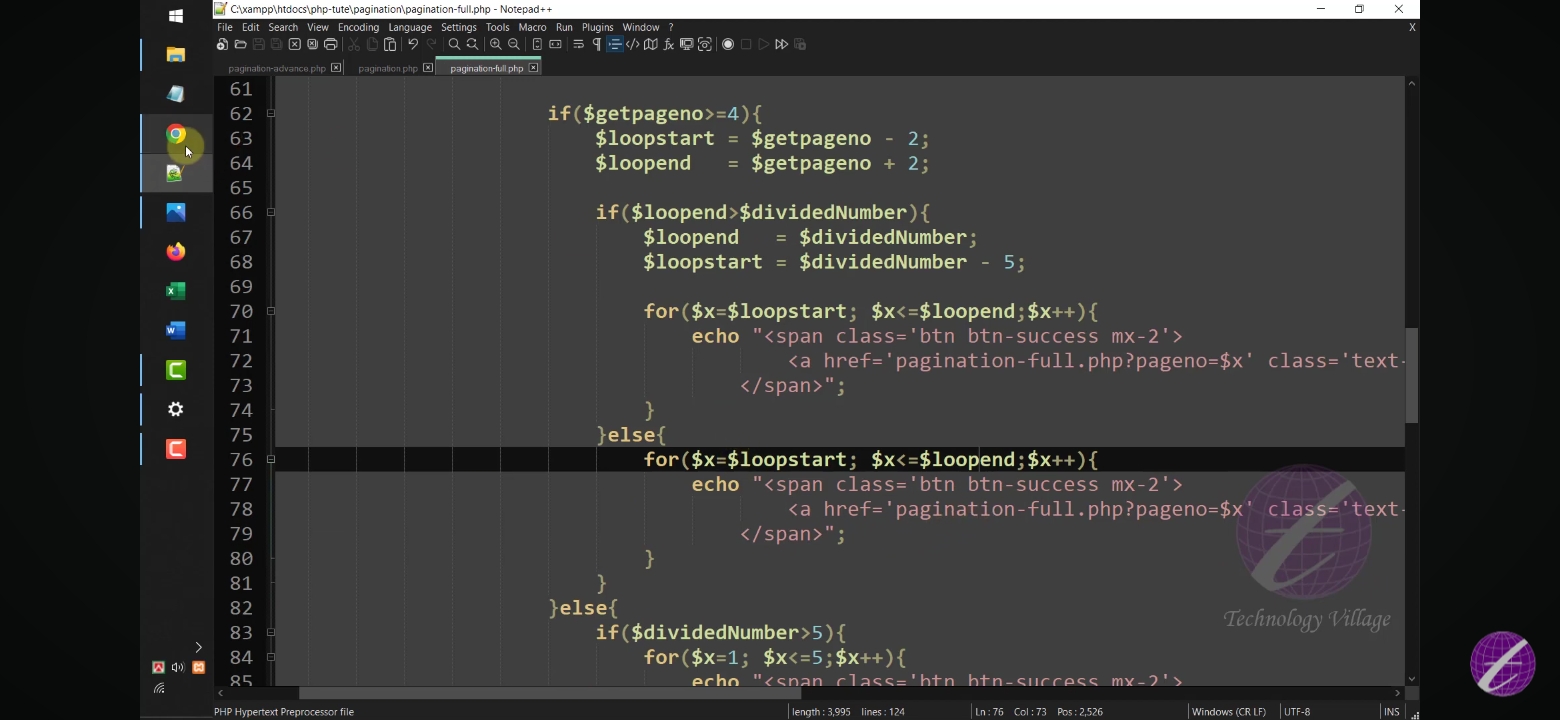 C:\xampp\htdocs\php-tute\pagination\pagination-full.php - Notepad++
File Edit Search View Encoding Language Settings Tools Macro Run Plugins Window ? X
pagination-advance.php pagination.php pagination-full.php
61
62 if($getpageno>=4){
63 $loopstart = $getpageno - 2;
64 $loopend   = $getpageno + 2;
65
66 if($loopend>$dividedNumber){
67 $loopend   = $dividedNumber;
68 $loopstart = $dividedNumber - 5;
69
70 for($x=$loopstart; $x<=$loopend;$x++){
71 echo "<span class='btn btn-success mx-2'>
72 <a href='pagination-full.php?pageno=$x' class='text-
73 </span>";
74 }
75 }else{
76 for($x=$loopstart; $x<=$loopend;$x++){
77 echo "<span class='btn btn-success mx-2'>
78 <a href='pagination-full.php?pageno=$x' class='text-
79 </span>";
80 }
81 }
82 }else{
83 if($dividedNumber>5){
84 for($x=1; $x<=5;$x++){
85 echo "<span class='btn btn-success mx-2'>
Technology Village
PHP Hypertext Preprocessor file length : 3,995 lines : 124 Ln : 76 Col : 73 Pos : 2,526 Windows (CR LF) UTF-8 INS